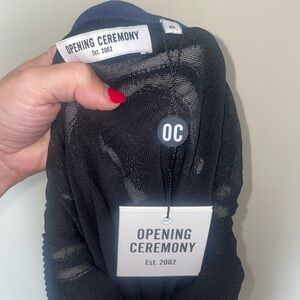 OPENING CEREMONY
Est. 2002
OC
OPENING
CEREMONY
Est. 2002